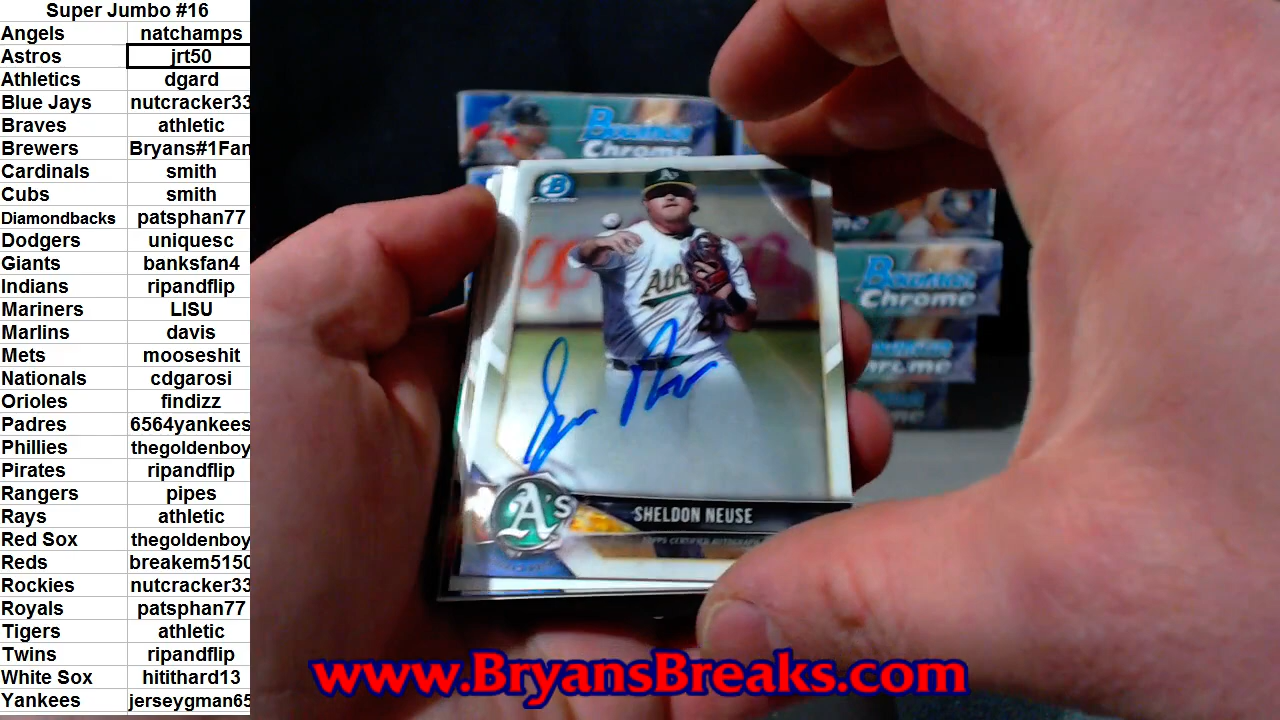 Super Jumbo #16
Angels natchamps
Astros jrt50
Athletics dgard
Blue Jays nutcracker33
Braves athletic
Brewers Bryans#1Fan
Cardinals smith
Cubs smith
Diamondbacks patsphan77
Dodgers uniquesc
Giants banksfan4
Indians ripandflip
Mariners LISU
Marlins davis
Mets mooseshit
Nationals cdgarosi
Orioles findizz
Padres 6564yankees
Phillies thegoldenboy
Pirates ripandflip
Rangers pipes
Rays athletic
Red Sox thegoldenboy
Reds breakem5150
Rockies nutcracker33
Royals patsphan77
Tigers athletic
Twins ripandflip
White Sox hitithard13
Yankees jerseygman65
Bowman
Chrome
B
Chrome
A's
Ath
A's
SHELDON NEUSE
TOPPS CERTIFIED AUTOGRAPH
Bowman
Chrome
Chrome
www.BryansBreaks.com